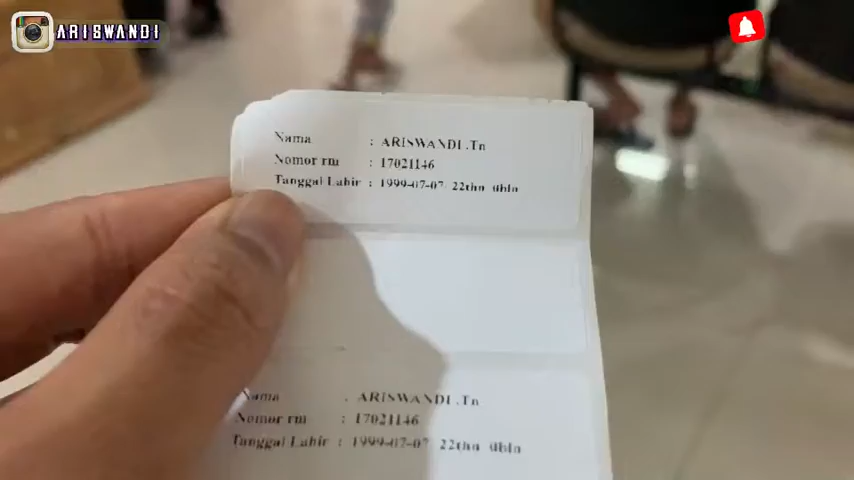 ARISWANDI
Nama : ARISWANDI .Tn
Nomor rm : 17021146
Tanggal Lahir : 1999-07-07 22thn 0bln
Nama : ARISWANDI .Tn
Nomor rm : 17021146
Tanggal Lahir : 1999-07-07 22thn 0bln